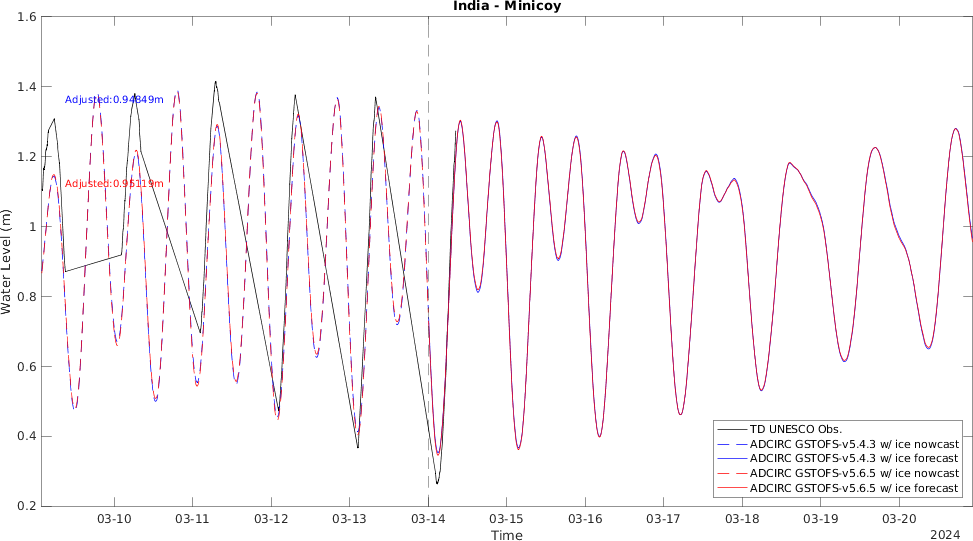 India - Minicoy
1.6
1.4
1.2
1
0.8
0.6
0.4
0.2
Water Level (m)
Adjusted:0.94849m
Adjusted:0.95119m
TD UNESCO Obs.
ADCIRC GSTOFS-v5.4.3 w/ ice nowcast
ADCIRC GSTOFS-v5.4.3 w/ ice forecast
ADCIRC GSTOFS-v5.6.5 w/ ice nowcast
ADCIRC GSTOFS-v5.6.5 w/ ice forecast
03-10 03-11 03-12 03-13 03-14 03-15 03-16 03-17 03-18 03-19 03-20
Time
2024